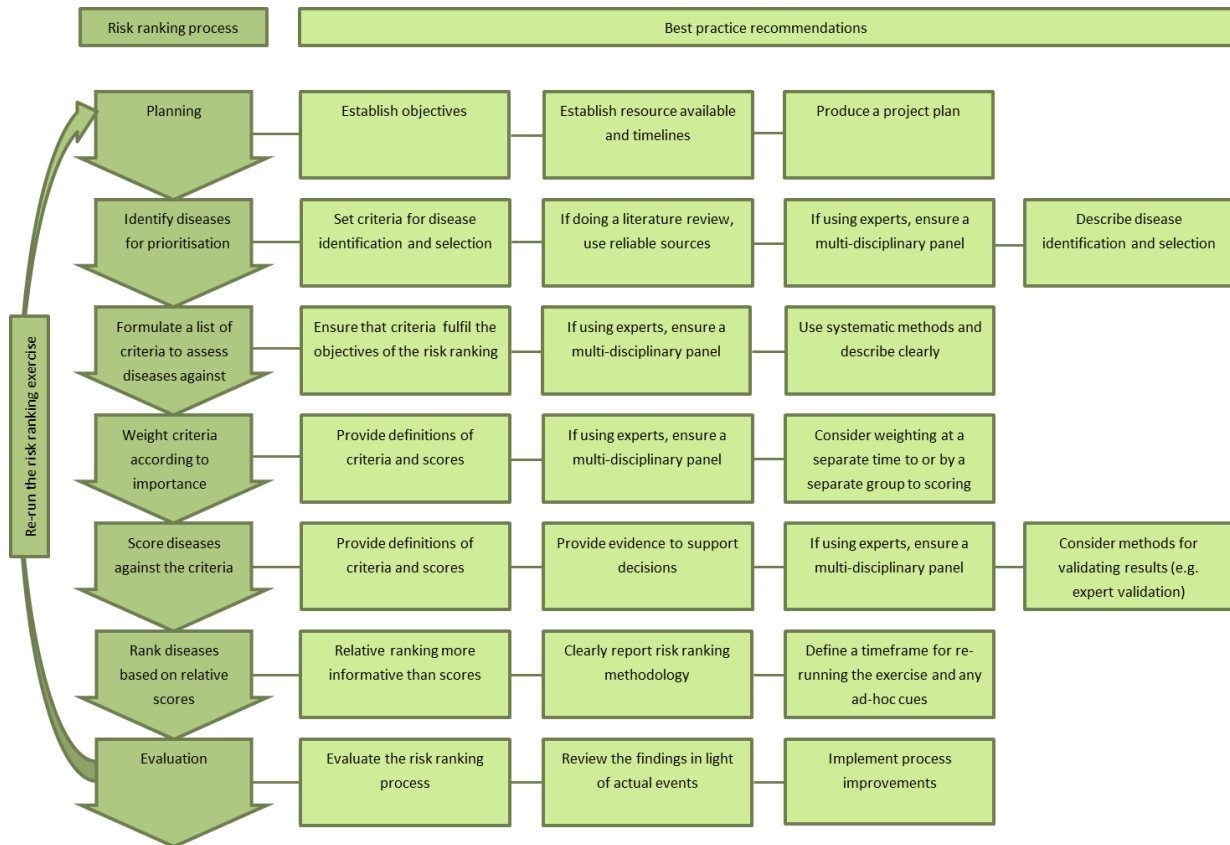 Risk ranking process
Best practice recommendations
Planning
Establish objectives
Establish resource available
and timelines
Produce a project plan
Identify diseases
for prioritisation
Set criteria for disease
identification and selection
If doing a literature review,
use reliable sources
If using experts, ensure a
multi-disciplinary panel
Describe disease
identification and selection
Formulate a list of
criteria to assess
diseases against
Ensure that criteria fulfil the
objectives of the risk ranking
If using experts, ensure a
multi-disciplinary panel
Use systematic methods and
describe clearly
Weight criteria
according to
importance
Provide definitions of
criteria and scores
If using experts, ensure a
multi-disciplinary panel
Consider weighting at a
separate time to or by a
separate group to scoring
Score diseases
against the criteria
Provide definitions of
criteria and scores
Provide evidence to support
decisions
If using experts, ensure a
multi-disciplinary panel
Consider methods for
validating results (e.g.
expert validation)
Rank diseases
based on relative
scores
Relative ranking more
informative than scores
Clearly report risk ranking
methodology
Define a timeframe for re-
running the exercise and any
ad-hoc cues
Evaluation
Evaluate the risk ranking
process
Review the findings in light
of actual events
Implement process
improvements
Re-run the risk ranking exercise